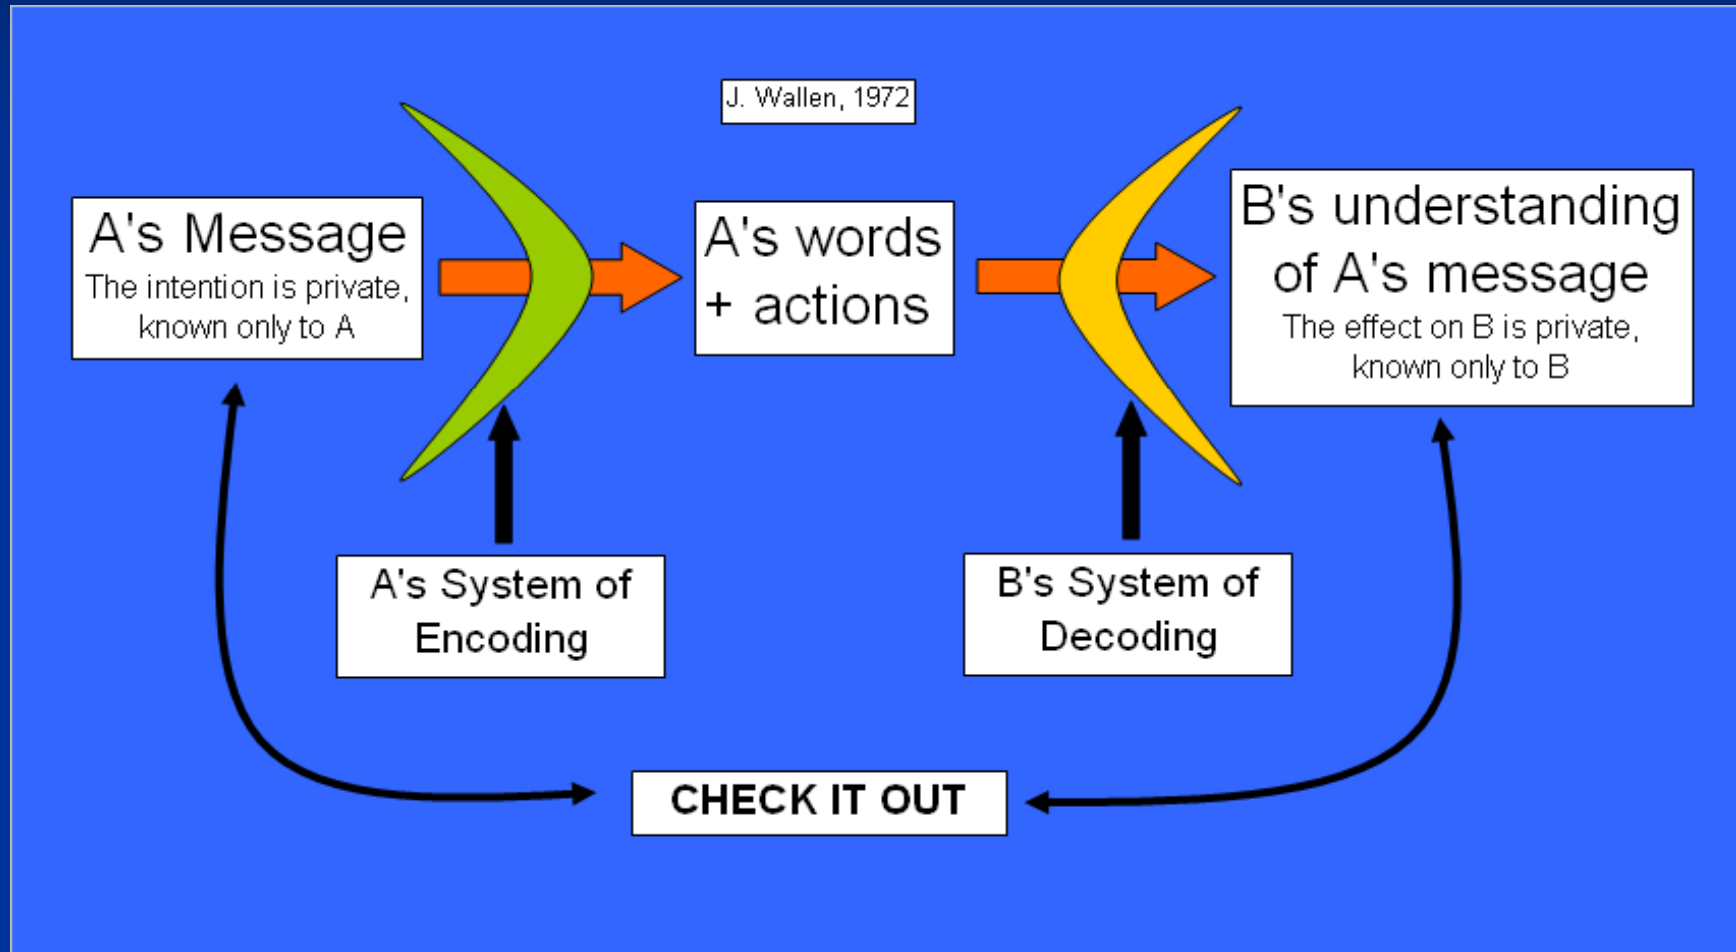 J. Wallen, 1972
A's Message
The intention is private,
known only to A
A's words
+ actions
B's understanding
of A's message
The effect on B is private,
known only to B
A's System of
Encoding
B's System of
Decoding
CHECK IT OUT